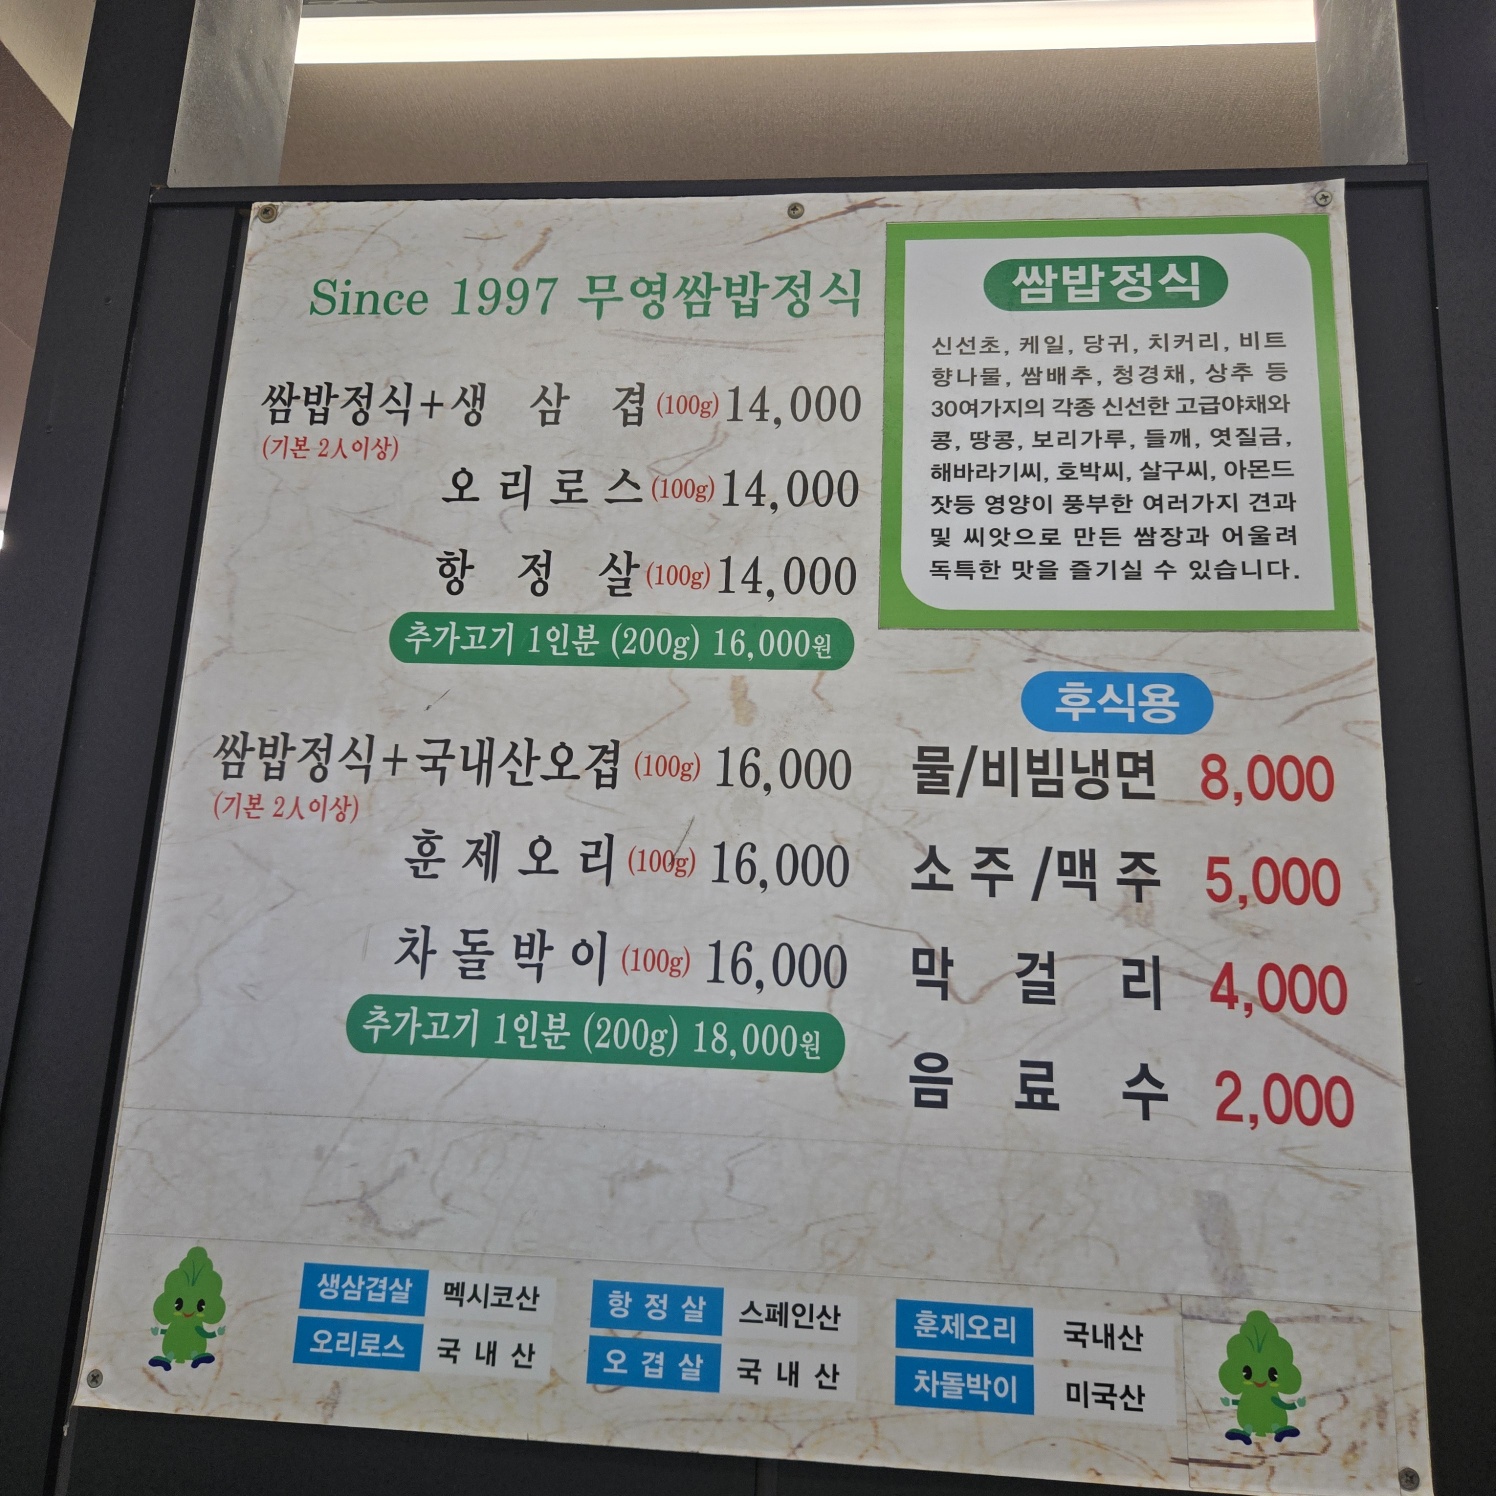 Since 1997 무영쌈밥정식
쌈밥정식+생 삼 겹 (100g) 14,000
(기본 2人이상)
오 리 로 스 (100g) 14,000
항 정 살 (100g) 14,000
추가고기 1인분 (200g) 16,000원
쌈밥정식+국내산오겹 (100g) 16,000
(기본 2人이상)
훈 제 오 리 (100g) 16,000
차 돌 박 이 (100g) 16,000
추가고기 1인분 (200g) 18,000원
쌈밥정식
신선초, 케일, 당귀, 치커리, 비트
향나물, 쌈배추, 청경채, 상추 등
30여가지의 각종 신선한 고급야채와
콩, 땅콩, 보리가루, 들깨, 엿질금,
해바라기씨, 호박씨, 살구씨, 아몬드
잣등 영양이 풍부한 여러가지 견과
및 씨앗으로 만든 쌈장과 어울려
독특한 맛을 즐기실 수 있습니다.
후식용
물/비빔냉면 8,000
소 주 /맥 주 5,000
막 걸 리 4,000
음 료 수 2,000
생삼겹살 멕시코산 항 정 살 스페인산 훈제오리 국내산
오리로스 국 내 산 오 겹 살 국 내 산 차돌박이 미국산